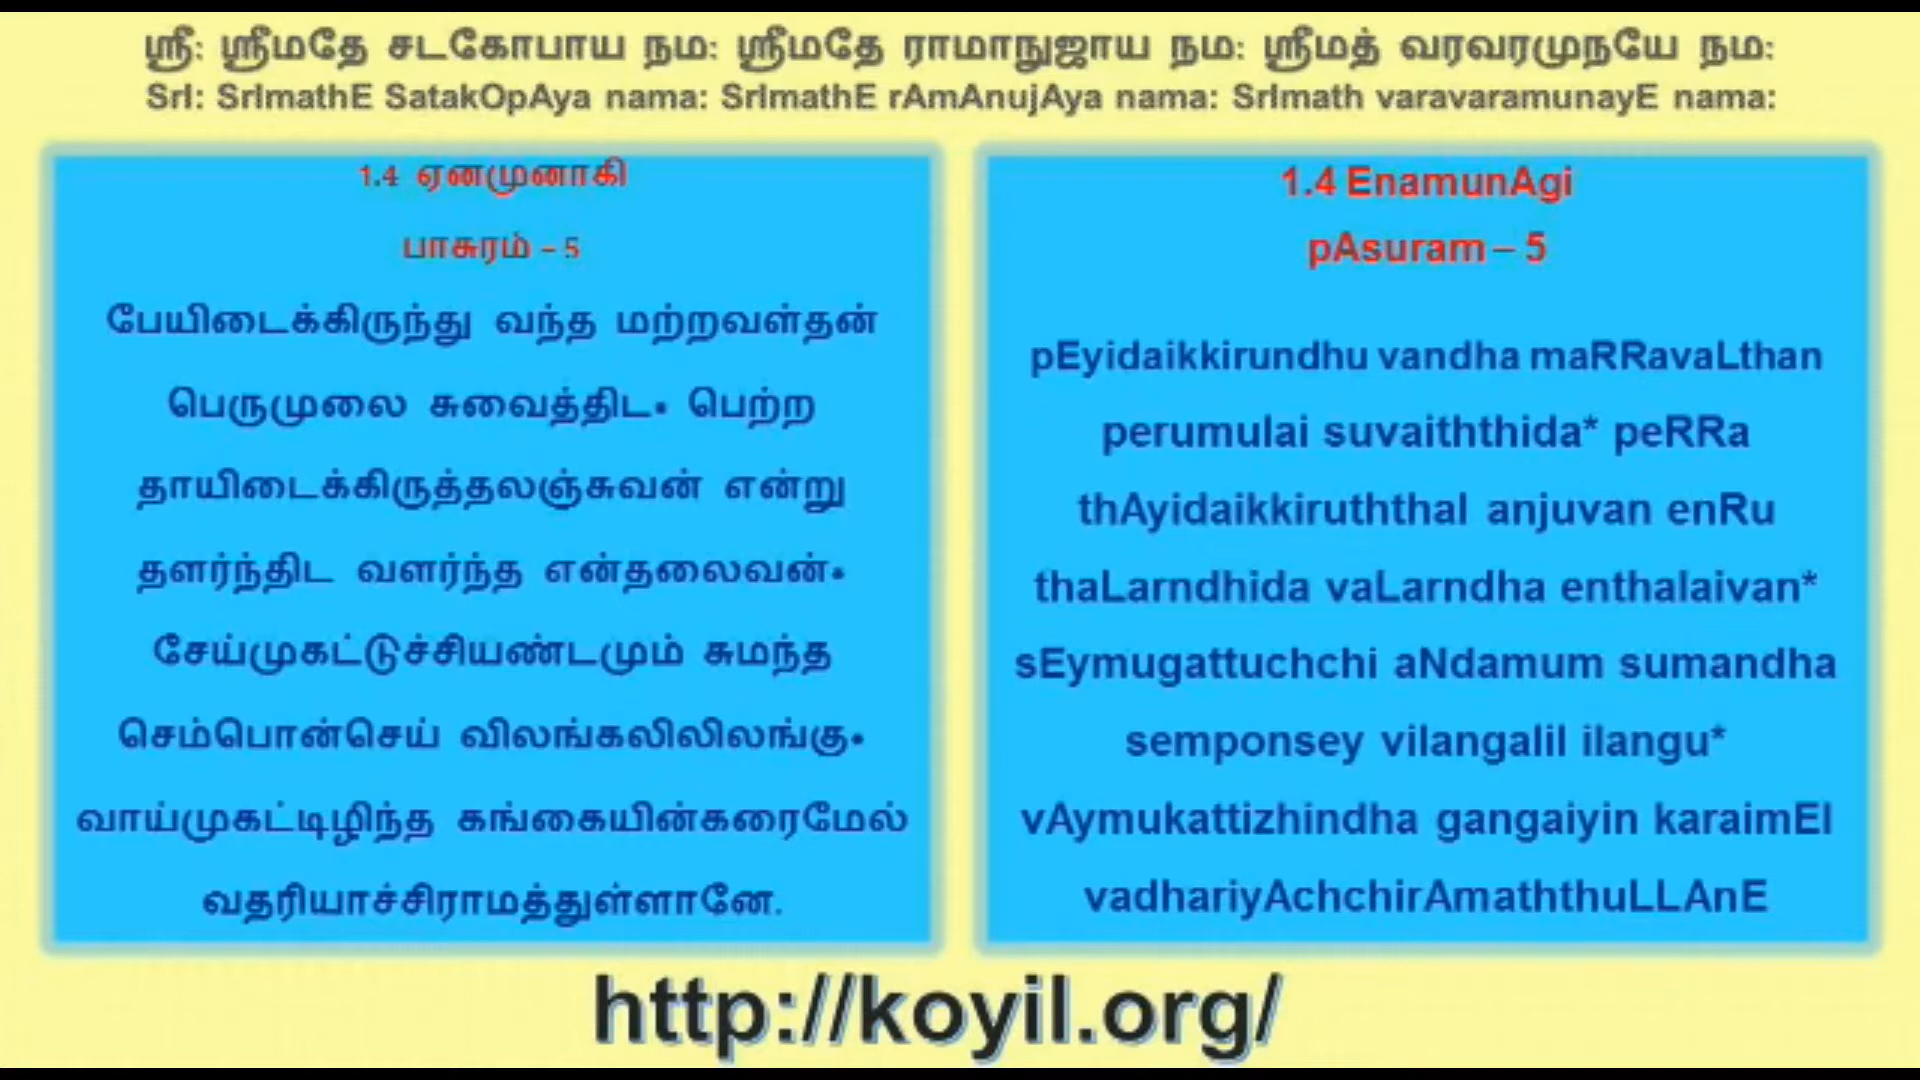 ஸ்ரீ: ஸ்ரீமதே சடகோபாய நம: ஸ்ரீமதே ராமாநுஜாய நம: ஸ்ரீமத் வரவரமுநயே நம:
SrI: SrImathE SatakOpAya nama: SrImathE rAmAnujAya nama: SrImath varavaramunayE nama:
1.4 ஏனமுனாகி
பாசுரம் – 5
பேயிடைக்கிருந்து வந்த மற்றவள்தன்
பெருமுலை சுவைத்திட* பெற்ற
தாயிடைக்கிருத்தலஞ்சுவன் என்று
தளர்ந்திட வளர்ந்த என்தலைவன்*
சேய்முகட்டுச்சியண்டமும் சுமந்த
செம்பொன்செய் விலங்கலிலிலங்கு*
வாய்முகட்டிழிந்த கங்கையின்கரைமேல்
வதரியாச்சிராமத்துள்ளானே.
1.4 EnamunAgi
pAsuram – 5
pEyidaikkirundhu vandha maRRavaLthan
perumulai suvaiththida* peRRa
thAyidaikkiruththal anjuvan enRu
thaLarndhida vaLarndha enthalaivan*
sEymugattuchchi aNdamum sumandha
semponsey vilangalil ilangu*
vAymukattizhindha gangaiyin karaimEl
vadhariyAchchirAmaththuLLAnE
http://koyil.org/